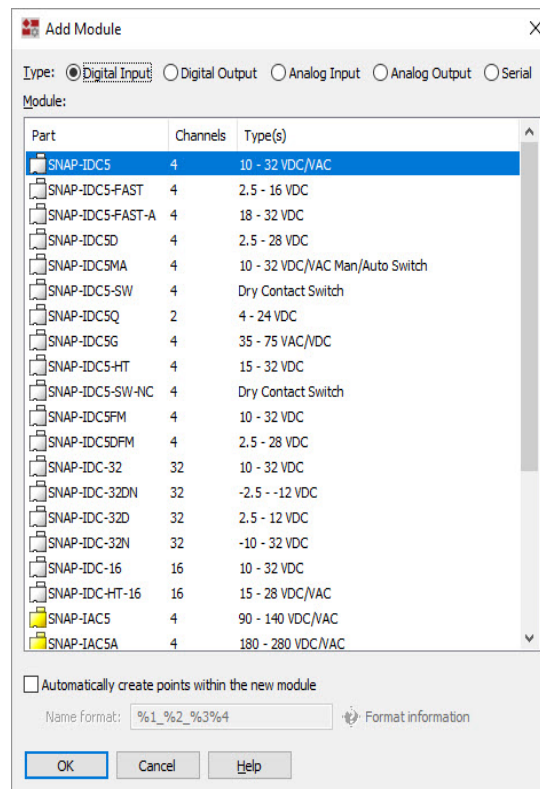 Add Module
Type: Digital Input Digital Output Analog Input Analog Output Serial
Module:
Part Channels Type(s)
SNAP-IDC5 4 10 - 32 VDC/VAC
SNAP-IDC5-FAST 4 2.5 - 16 VDC
SNAP-IDC5-FAST-A 4 18 - 32 VDC
SNAP-IDC5D 4 2.5 - 28 VDC
SNAP-IDC5MA 4 10 - 32 VDC/VAC Man/Auto Switch
SNAP-IDC5-SW 4 Dry Contact Switch
SNAP-IDC5Q 2 4 - 24 VDC
SNAP-IDC5G 4 35 - 75 VAC/VDC
SNAP-IDC5-HT 4 15 - 32 VDC
SNAP-IDC5-SW-NC 4 Dry Contact Switch
SNAP-IDC5FM 4 10 - 32 VDC
SNAP-IDC5DFM 4 2.5 - 28 VDC
SNAP-IDC-32 32 10 - 32 VDC
SNAP-IDC-32DN 32 -2.5 - -12 VDC
SNAP-IDC-32D 32 2.5 - 12 VDC
SNAP-IDC-32N 32 -10 - 32 VDC
SNAP-IDC-16 16 10 - 32 VDC
SNAP-IDC-HT-16 16 15 - 28 VDC/VAC
SNAP-IAC5 4 90 - 140 VDC/VAC
SNAP-IAC5A 4 180 - 280 VDC/VAC
Automatically create points within the new module
Name format: %1_%2_%3%4 Format information
OK Cancel Help